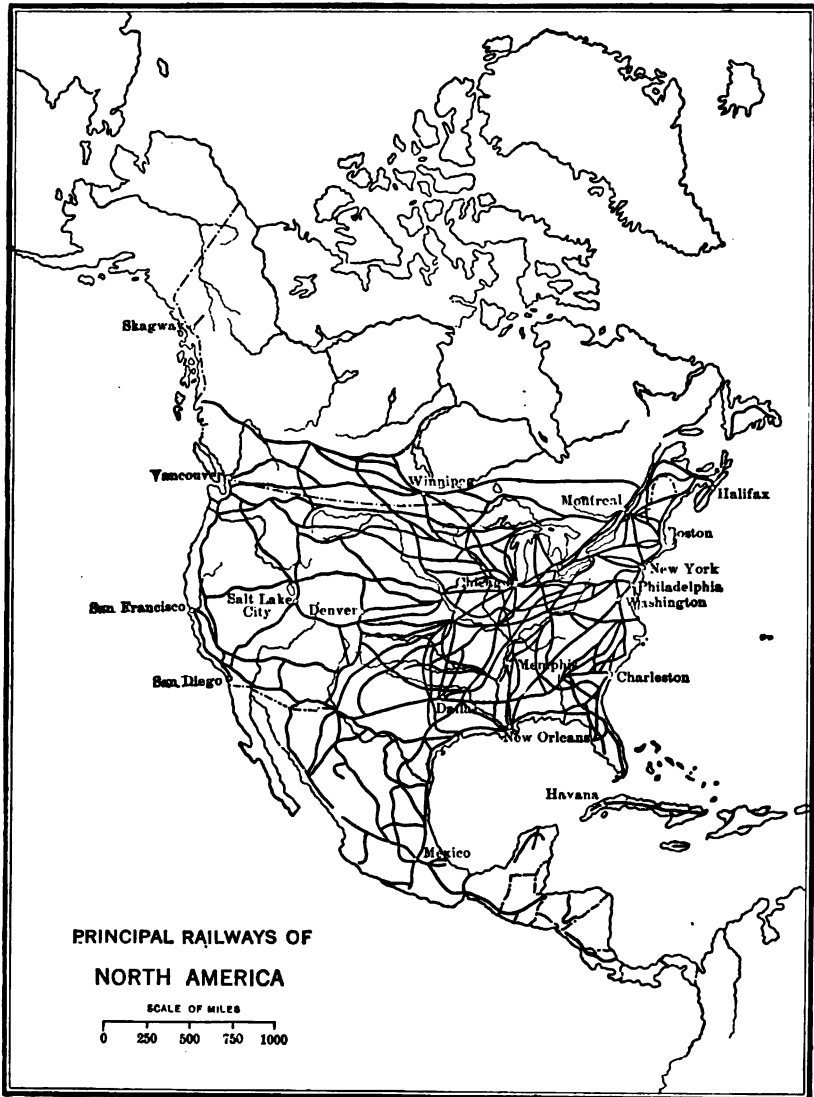 Skagway
Vancouver
Winnipeg
Montreal
Halifax
Boston
New York
Philadelphia
Washington
Chicago
Salt Lake
City
Denver
San Francisco
San Diego
Memphis
Charleston
Dallas
New Orleans
Havana
Mexico
PRINCIPAL RAILWAYS OF
NORTH AMERICA
SCALE OF MILES
0 250 500 750 1000